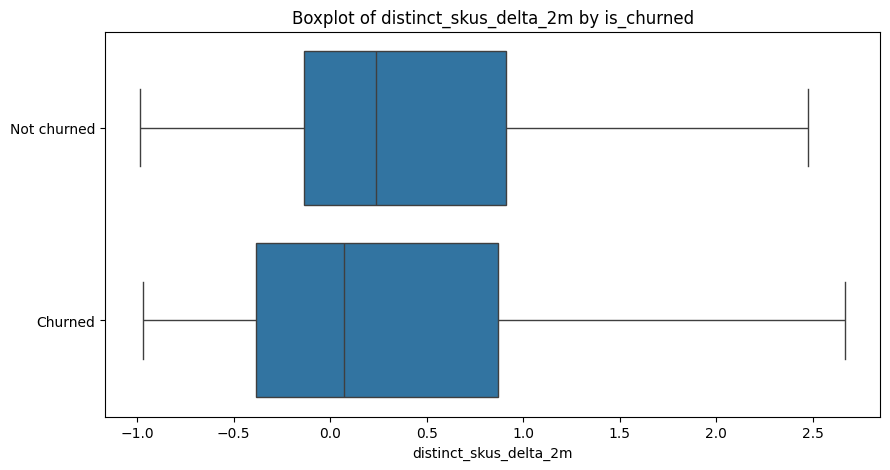 Boxplot of distinct_skus_delta_2m by is_churned
Not churned
Churned
−1.0 −0.5 0.0 0.5 1.0 1.5 2.0 2.5
distinct_skus_delta_2m